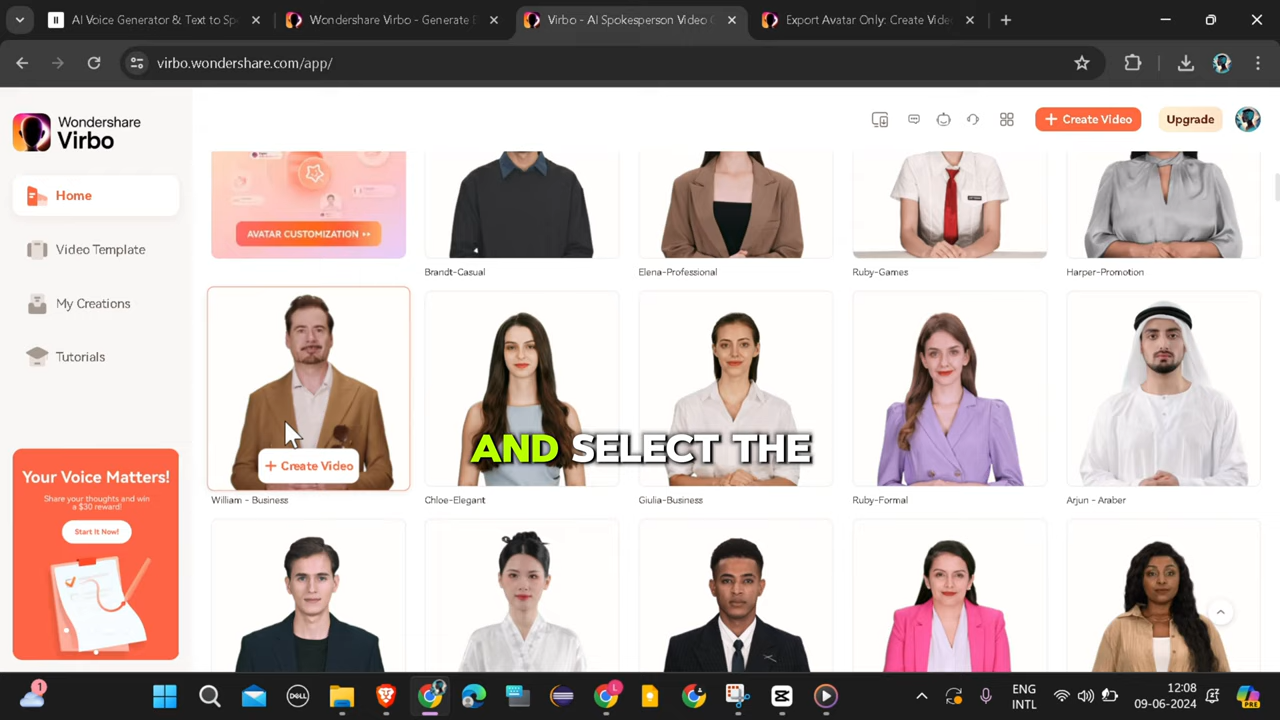 AI Voice Generator & Text to Sp
Wondershare Virbo - Generate
Virbo - AI Spokesperson Video
Export Avatar Only: Create Vide
virbo.wondershare.com/app/
Wondershare
Virbo
+ Create Video
Upgrade
Home
Video Template
My Creations
Tutorials
AVATAR CUSTOMIZATION
Brandt-Casual
Elena-Professional
Ruby-Games
Harper-Promotion
+ Create Video
AND SELECT THE
William - Business
Chloe-Elegant
Giulia-Business
Ruby-Formal
Arjun - Araber
Your Voice Matters!
Share your thoughts and win
a $30 reward!
Start It Now!
1
DELL
L
ENG
INTL
12:08
09-06-2024
PRE